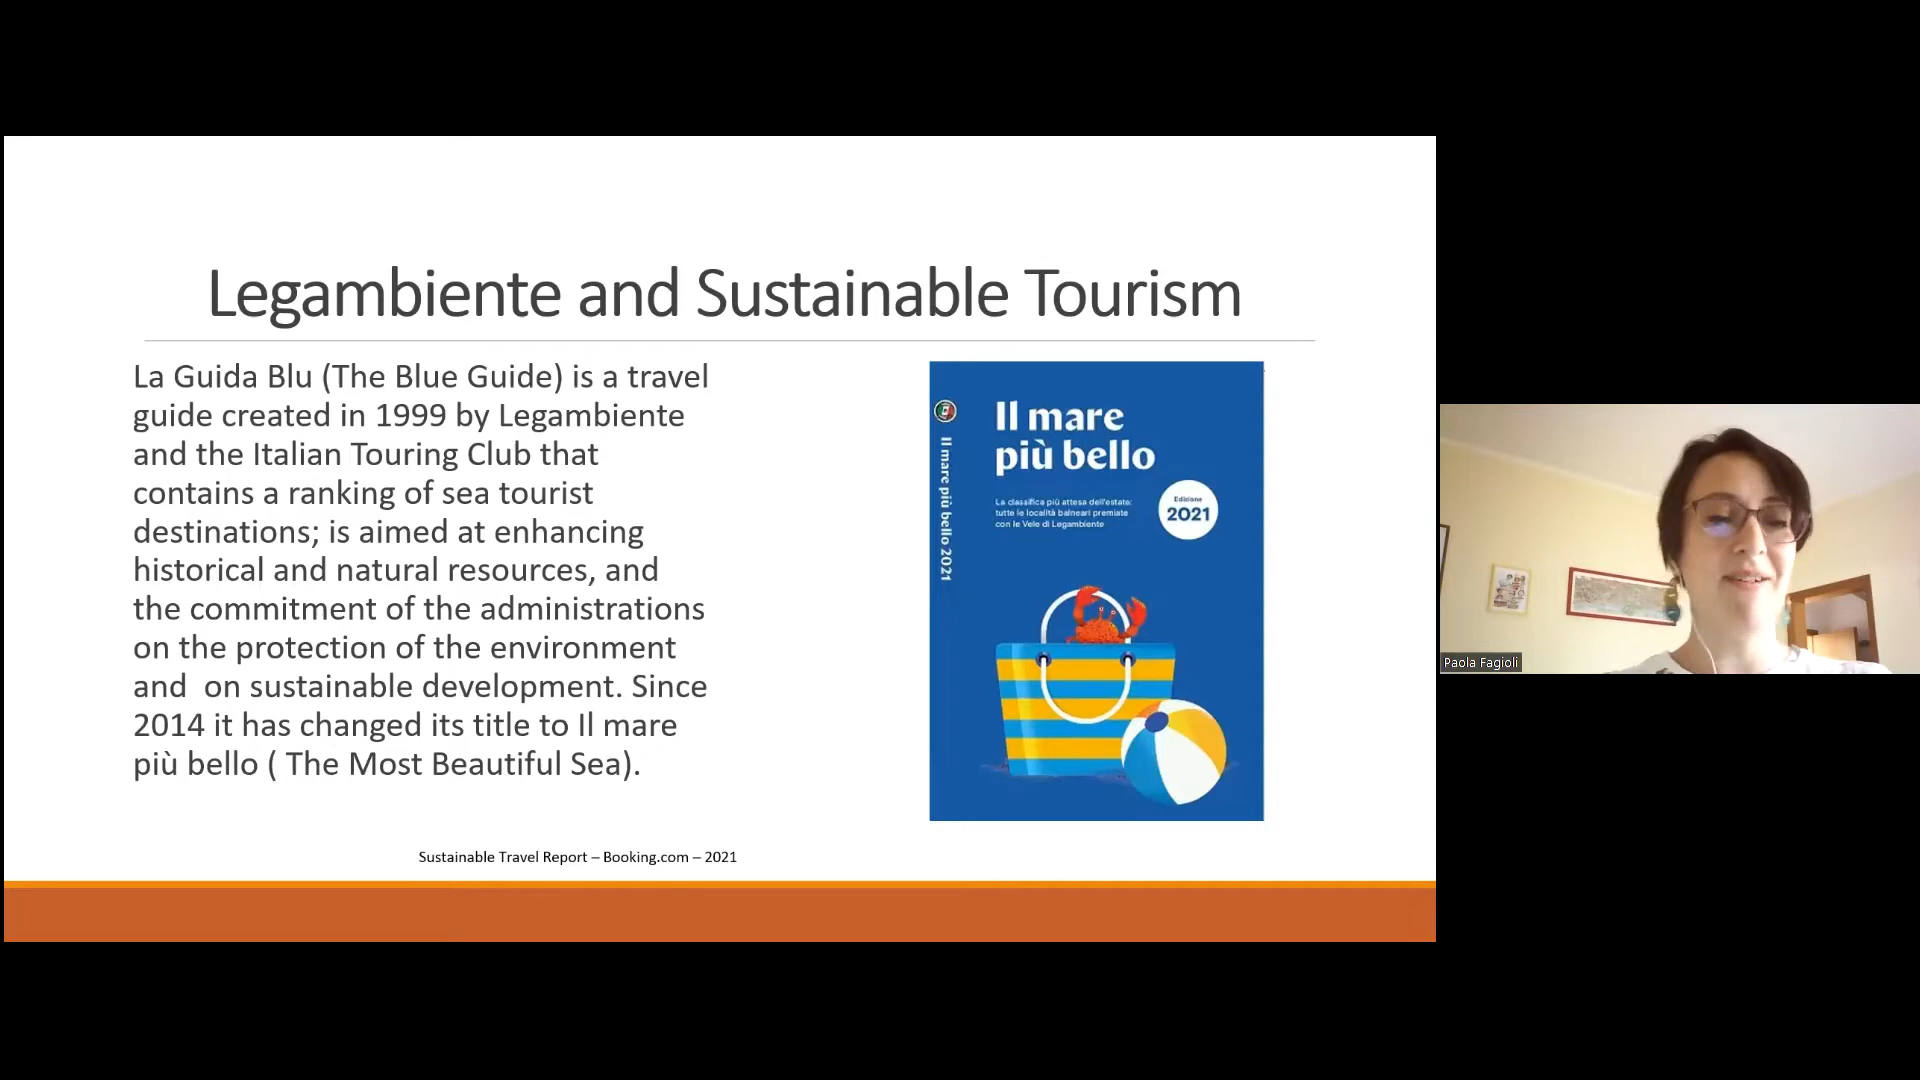 Legambiente and Sustainable Tourism
La Guida Blu (The Blue Guide) is a travel
guide created in 1999 by Legambiente
and the Italian Touring Club that
contains a ranking of sea tourist
destinations; is aimed at enhancing
historical and natural resources, and
the commitment of the administrations
on the protection of the environment
and  on sustainable development. Since
2014 it has changed its title to Il mare
più bello ( The Most Beautiful Sea).
Il mare più bello 2021
Il mare
più bello
La classifica più attesa dell'estate:
tutte le località balneari premiate
con le Vele di Legambiente
Edizione
2021
Sustainable Travel Report – Booking.com – 2021
Paola Fagioli